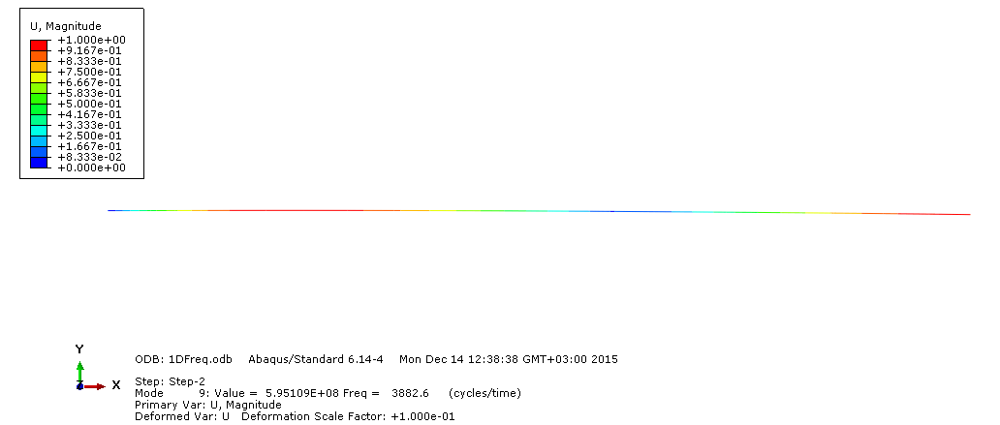 U, Magnitude
+1.000e+00
+9.167e-01
+8.333e-01
+7.500e-01
+6.667e-01
+5.833e-01
+5.000e-01
+4.167e-01
+3.333e-01
+2.500e-01
+1.667e-01
+8.333e-02
+0.000e+00
Y
X
Z
ODB: 1DFreq.odb    Abaqus/Standard 6.14-4    Mon Dec 14 12:38:38 GMT+03:00 2015
Step: Step-2
Mode         9: Value =  5.95109E+08 Freq =   3882.6     (cycles/time)
Primary Var: U, Magnitude
Deformed Var: U   Deformation Scale Factor: +1.000e-01